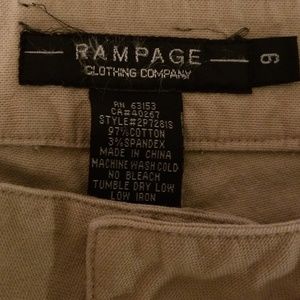 RAMPAGE
CLOTHING COMPANY
9
RN 63153
CA#40267
STYLE#2P7281S
97%COTTON
3%SPANDEX
MADE IN CHINA
MACHINE WASH COLD
NO BLEACH
TUMBLE DRY LOW
LOW IRON